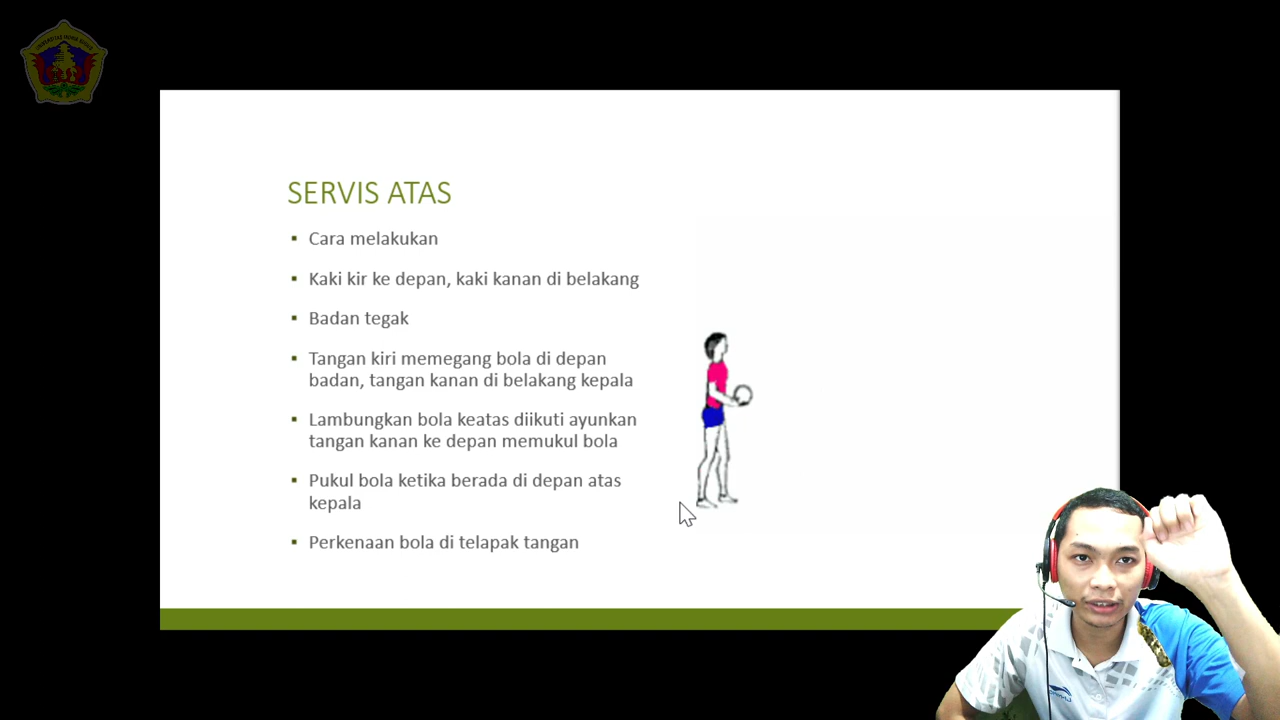 SERVIS ATAS
Cara melakukan
Kaki kir ke depan, kaki kanan di belakang
Badan tegak
Tangan kiri memegang bola di depan
badan, tangan kanan di belakang kepala
Lambungkan bola keatas diikuti ayunkan
tangan kanan ke depan memukul bola
Pukul bola ketika berada di depan atas
kepala
Perkenaan bola di telapak tangan